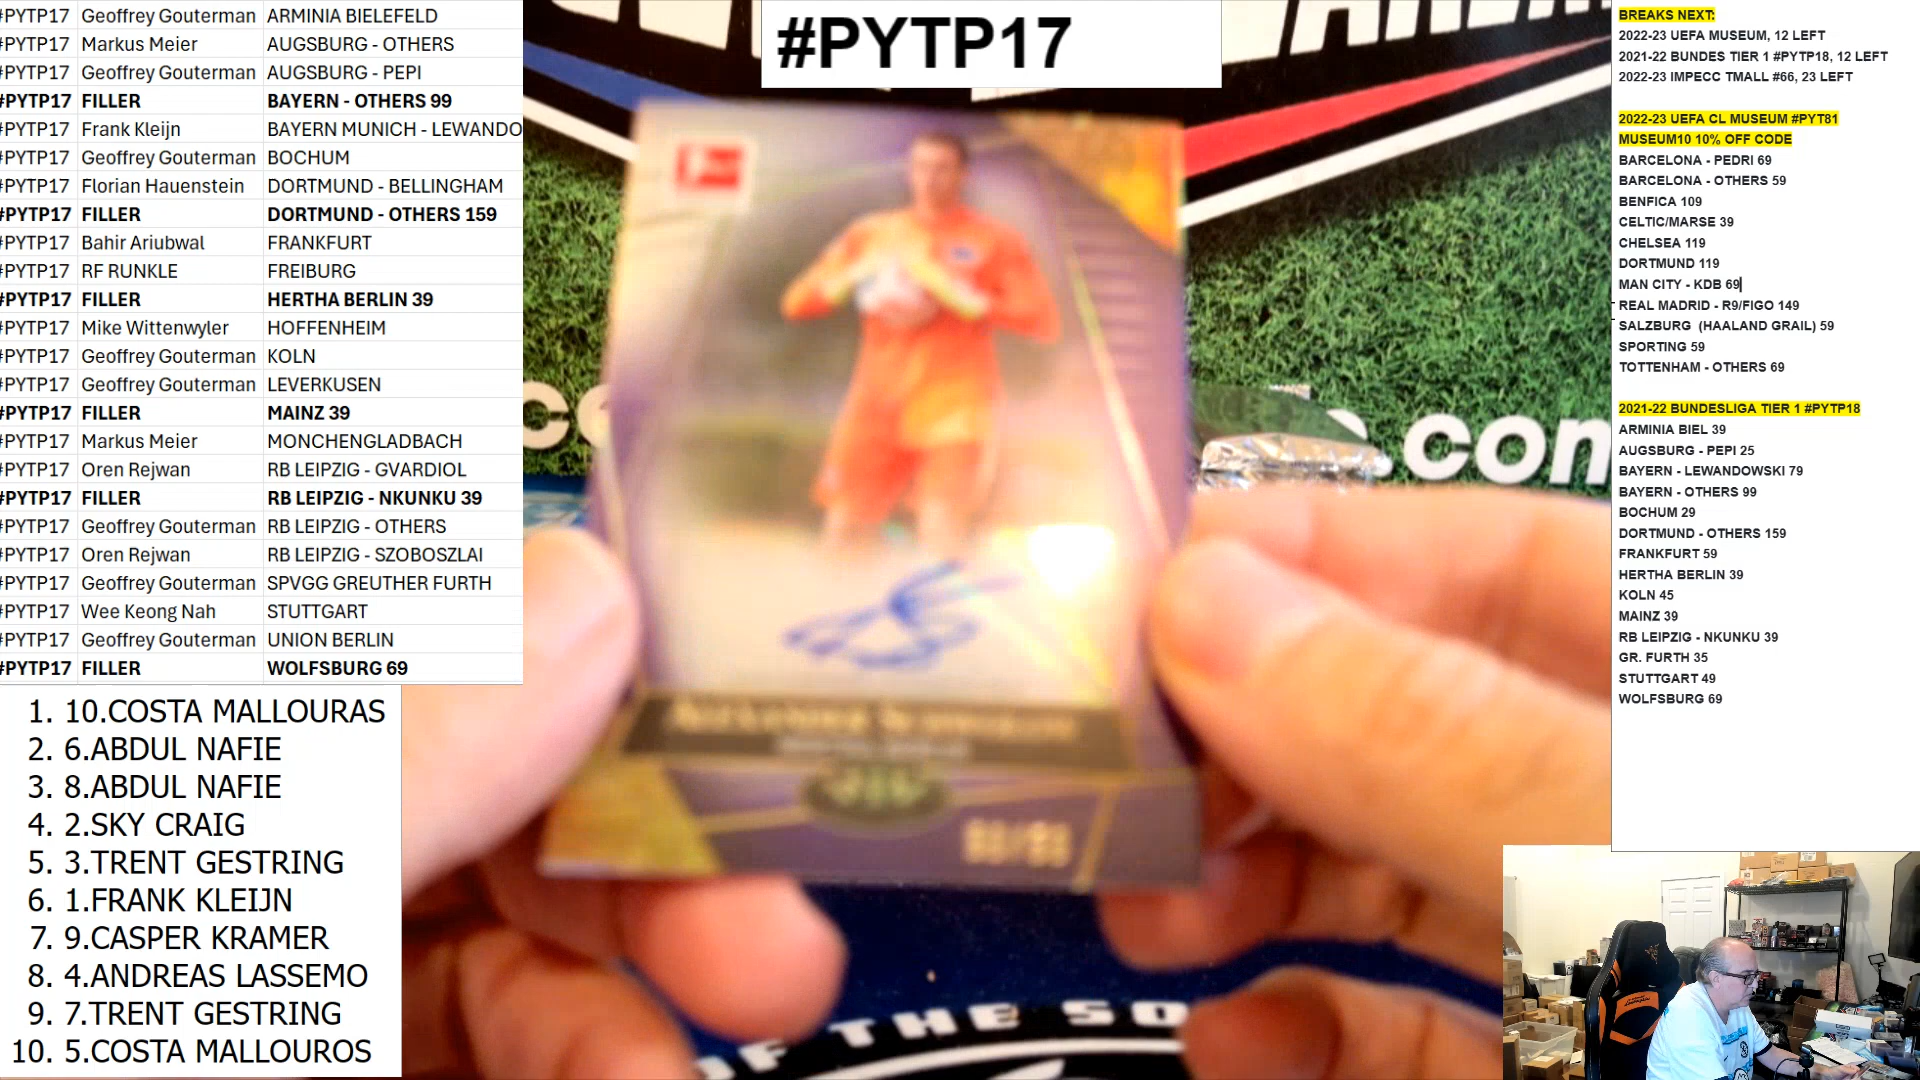 #PYTP17 Geoffrey Gouterman ARMINIA BIELEFELD
#PYTP17 Markus Meier AUGSBURG - OTHERS
#PYTP17 Geoffrey Gouterman AUGSBURG - PEPI
#PYTP17 FILLER BAYERN - OTHERS 99
#PYTP17 Frank Kleijn BAYERN MUNICH - LEWANDO
#PYTP17 Geoffrey Gouterman BOCHUM
#PYTP17 Florian Hauenstein DORTMUND - BELLINGHAM
#PYTP17 FILLER DORTMUND - OTHERS 159
#PYTP17 Bahir Ariubwal FRANKFURT
#PYTP17 RF RUNKLE FREIBURG
#PYTP17 FILLER HERTHA BERLIN 39
#PYTP17 Mike Wittenwyler HOFFENHEIM
#PYTP17 Geoffrey Gouterman KOLN
#PYTP17 Geoffrey Gouterman LEVERKUSEN
#PYTP17 FILLER MAINZ 39
#PYTP17 Markus Meier MONCHENGLADBACH
#PYTP17 Oren Rejwan RB LEIPZIG - GVARDIOL
#PYTP17 FILLER RB LEIPZIG - NKUNKU 39
#PYTP17 Geoffrey Gouterman RB LEIPZIG - OTHERS
#PYTP17 Oren Rejwan RB LEIPZIG - SZOBOSZLAI
#PYTP17 Geoffrey Gouterman SPVGG GREUTHER FURTH
#PYTP17 Wee Keong Nah STUTTGART
#PYTP17 Geoffrey Gouterman UNION BERLIN
#PYTP17 FILLER WOLFSBURG 69
1. 10.COSTA MALLOURAS
2. 6.ABDUL NAFIE
3. 8.ABDUL NAFIE
4. 2.SKY CRAIG
5. 3.TRENT GESTRING
6. 1.FRANK KLEIJN
7. 9.CASPER KRAMER
8. 4.ANDREAS LASSEMO
9. 7.TRENT GESTRING
10. 5.COSTA MALLOUROS
#PYTP17
.com
OF THE SO
BREAKS NEXT:
2022-23 UEFA MUSEUM, 12 LEFT
2021-22 BUNDES TIER 1 #PYTP18, 12 LEFT
2022-23 IMPECC TMALL #66, 23 LEFT
2022-23 UEFA CL MUSEUM #PYT81
MUSEUM10 10% OFF CODE
BARCELONA - PEDRI 69
BARCELONA - OTHERS 59
BENFICA 109
CELTIC/MARSE 39
CHELSEA 119
DORTMUND 119
MAN CITY - KDB 69
REAL MADRID - R9/FIGO 149
SALZBURG (HAALAND GRAIL) 59
SPORTING 59
TOTTENHAM - OTHERS 69
2021-22 BUNDESLIGA TIER 1 #PYTP18
ARMINIA BIEL 39
AUGSBURG - PEPI 25
BAYERN - LEWANDOWSKI 79
BAYERN - OTHERS 99
BOCHUM 29
DORTMUND - OTHERS 159
FRANKFURT 59
HERTHA BERLIN 39
KOLN 45
MAINZ 39
RB LEIPZIG - NKUNKU 39
GR. FURTH 35
STUTTGART 49
WOLFSBURG 69